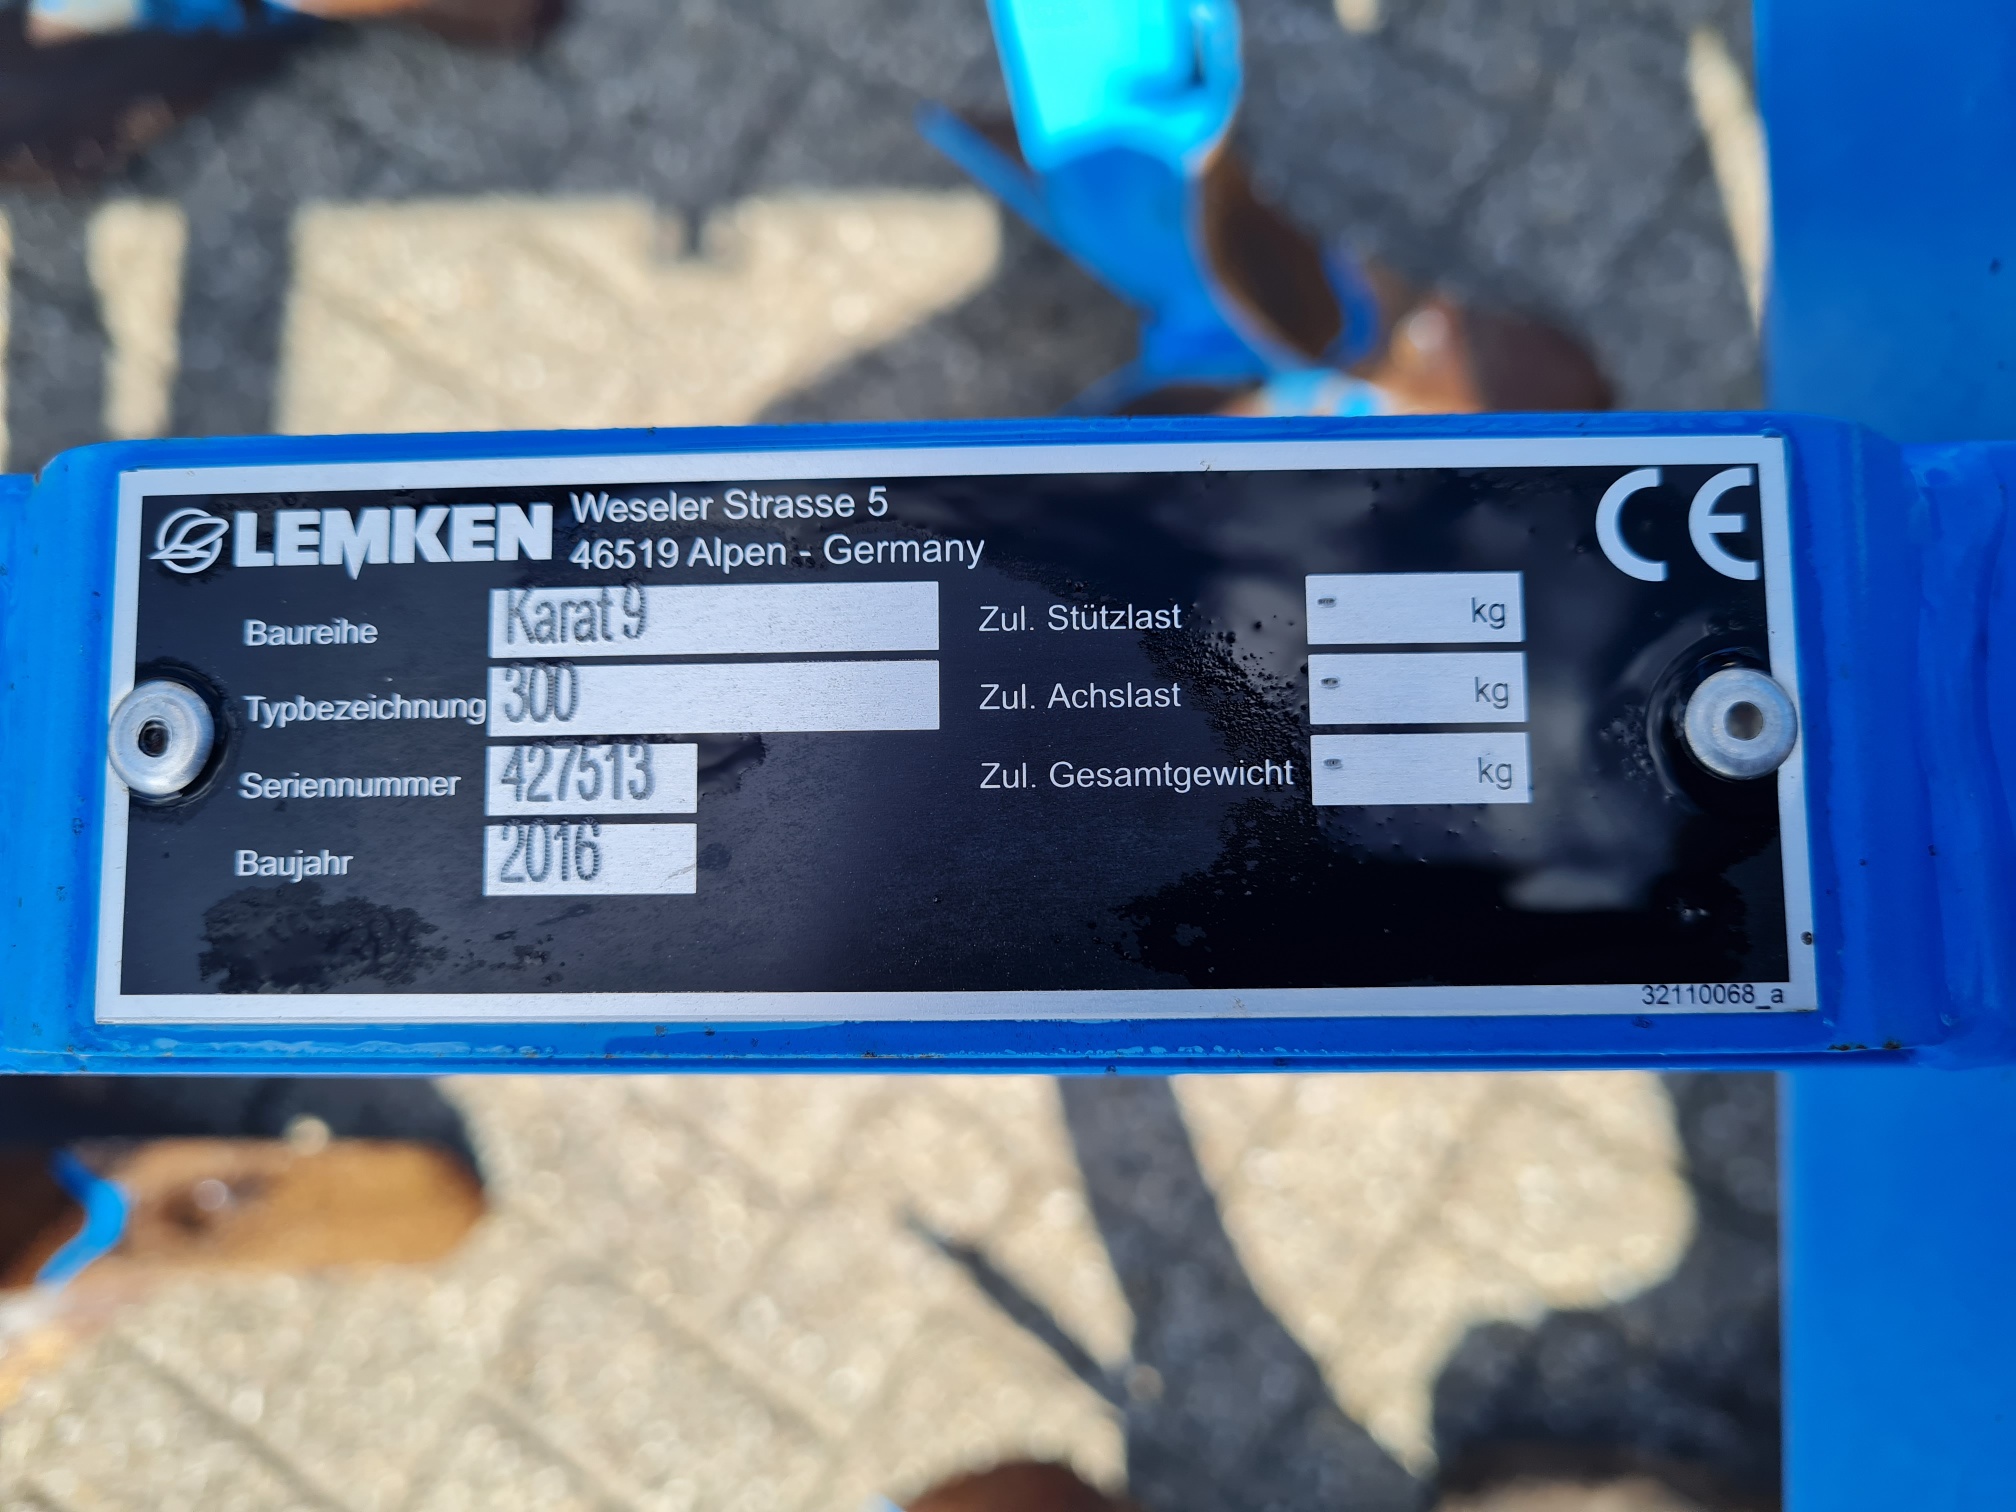 LEMKEN
Weseler Strasse 5
46519 Alpen - Germany
CE
Baureihe Karat 9
Typbezeichnung 300
Seriennummer 427513
Baujahr 2016
Zul. Stützlast - kg
Zul. Achslast - kg
Zul. Gesamtgewicht - kg
32110068_a